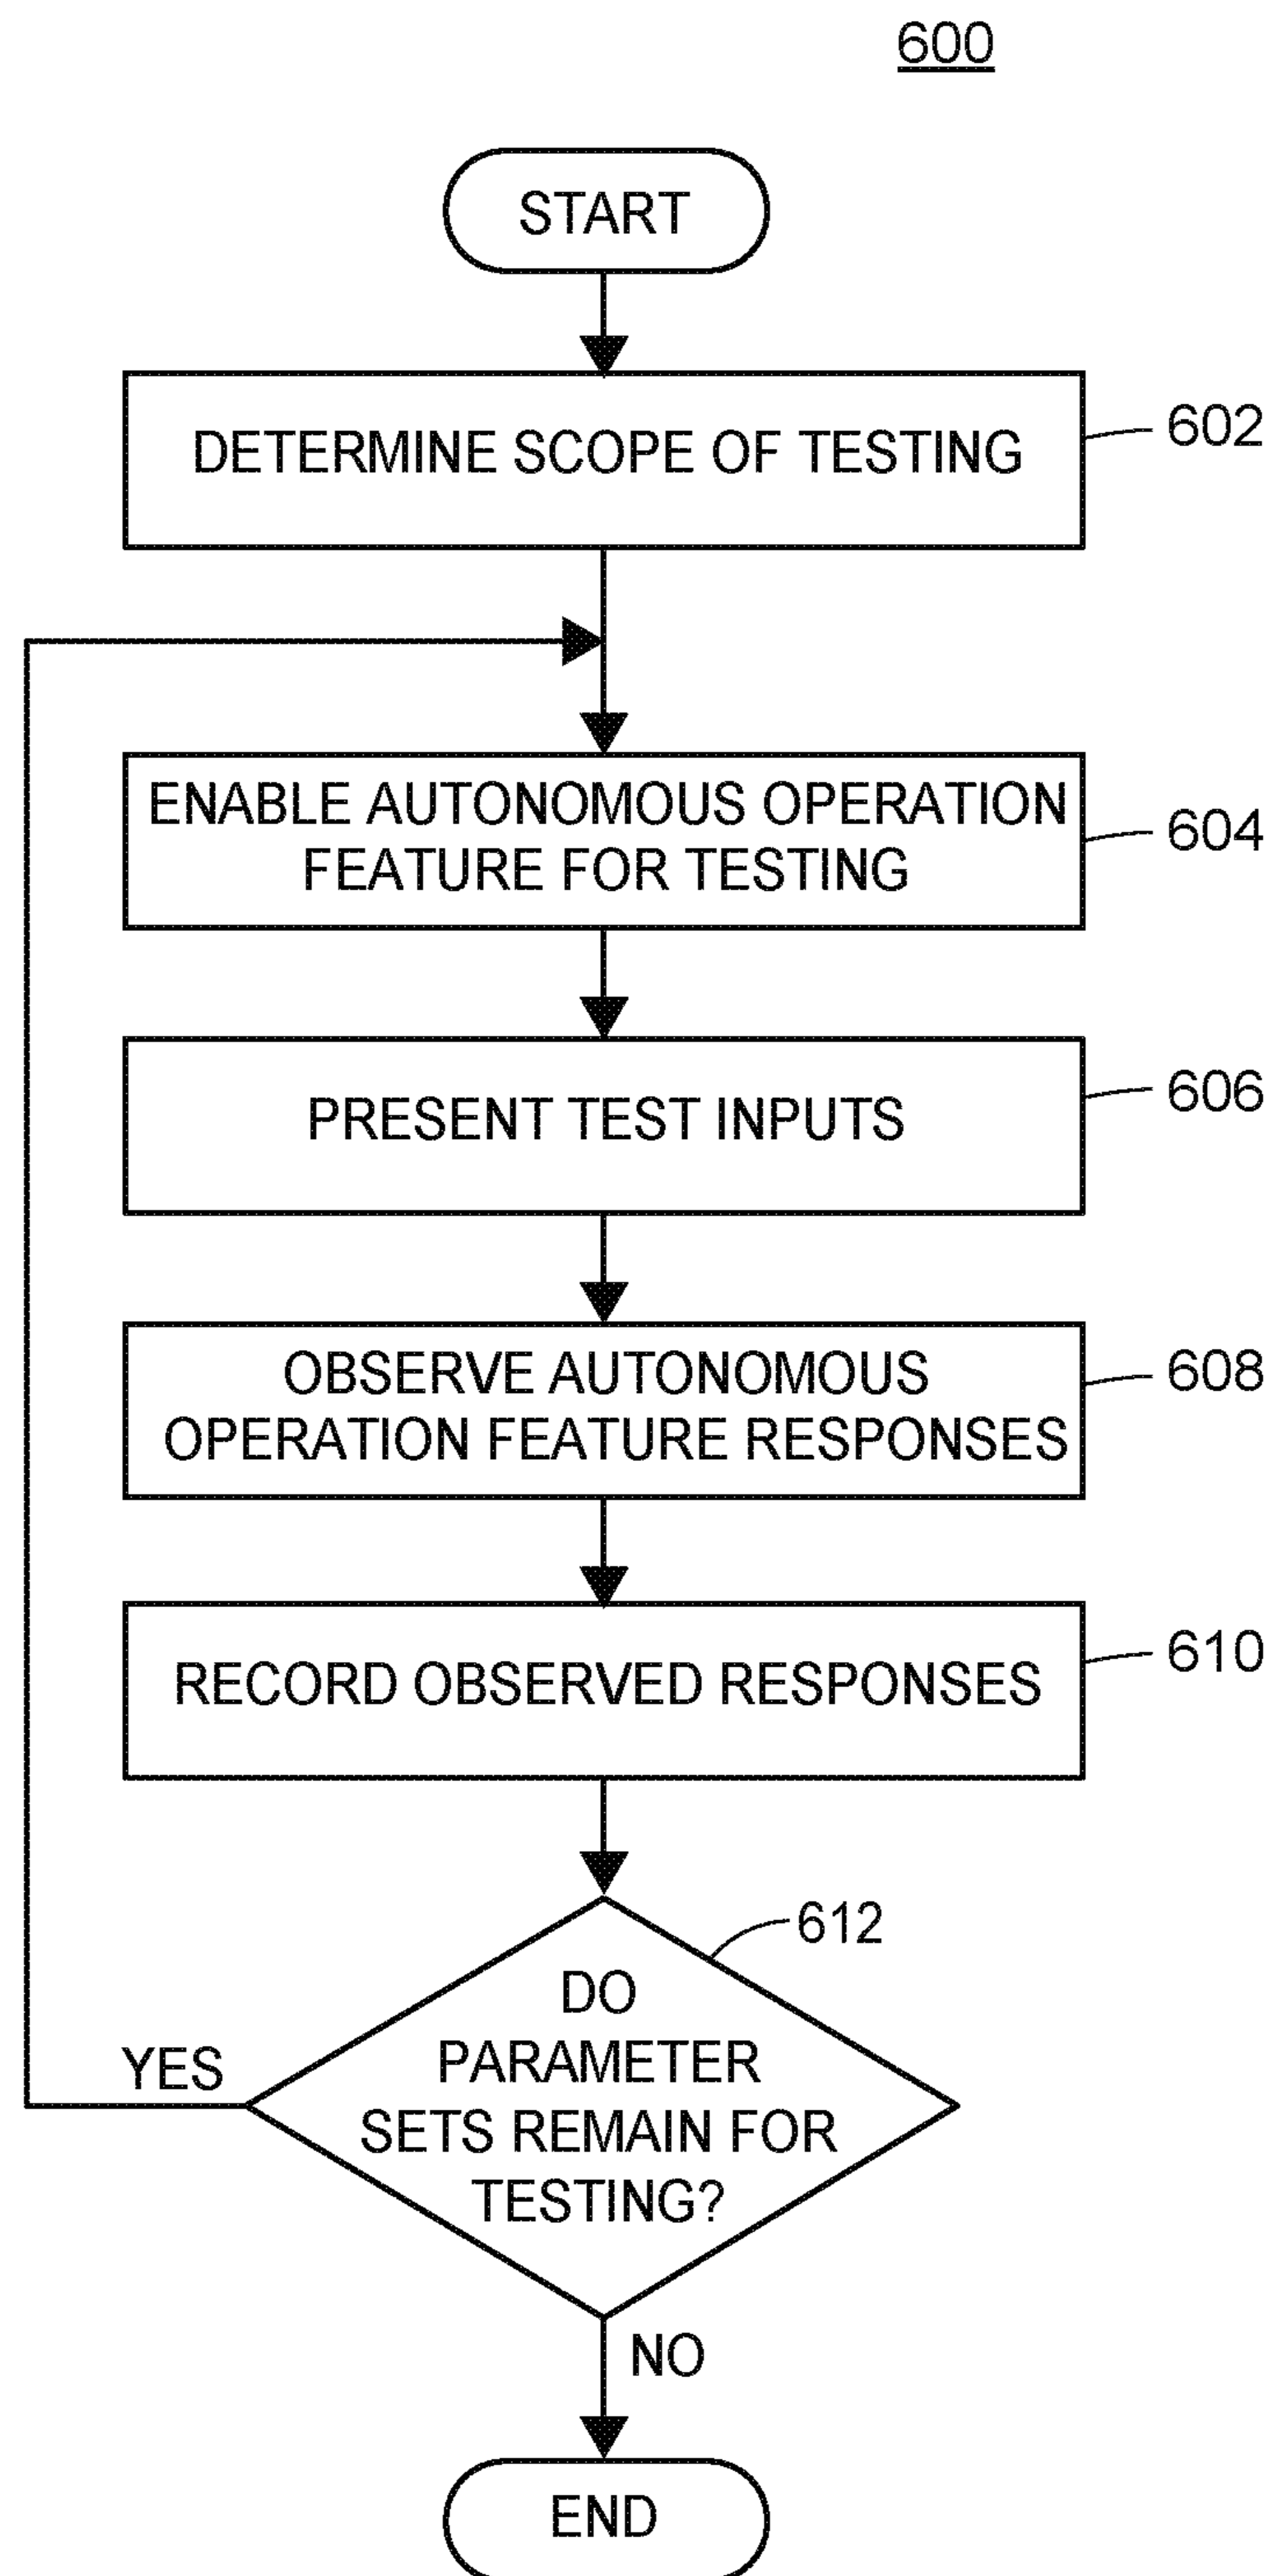 600
START
DETERMINE SCOPE OF TESTING
602
ENABLE AUTONOMOUS OPERATION
FEATURE FOR TESTING
604
PRESENT TEST INPUTS
606
OBSERVE AUTONOMOUS
OPERATION FEATURE RESPONSES
608
RECORD OBSERVED RESPONSES
610
612
DO
PARAMETER
SETS REMAIN FOR
TESTING?
YES
NO
END